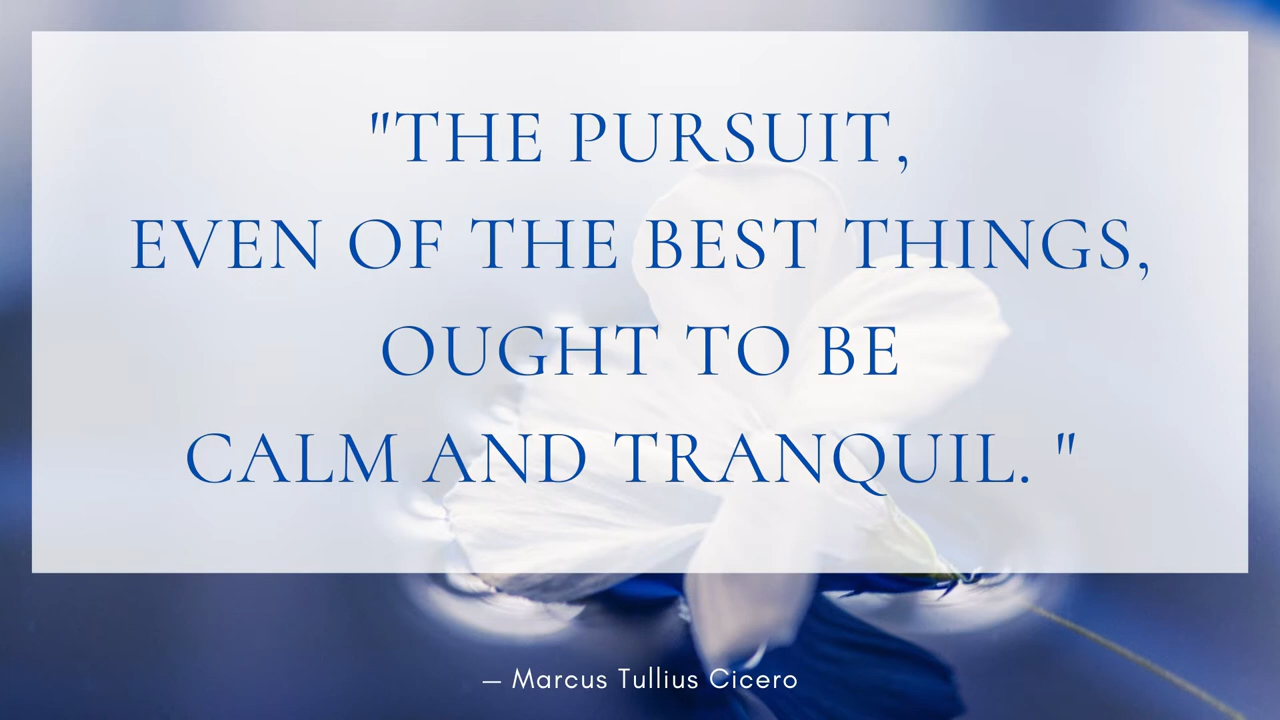 "THE PURSUIT,
EVEN OF THE BEST THINGS,
OUGHT TO BE
CALM AND TRANQUIL. "
— Marcus Tullius Cicero